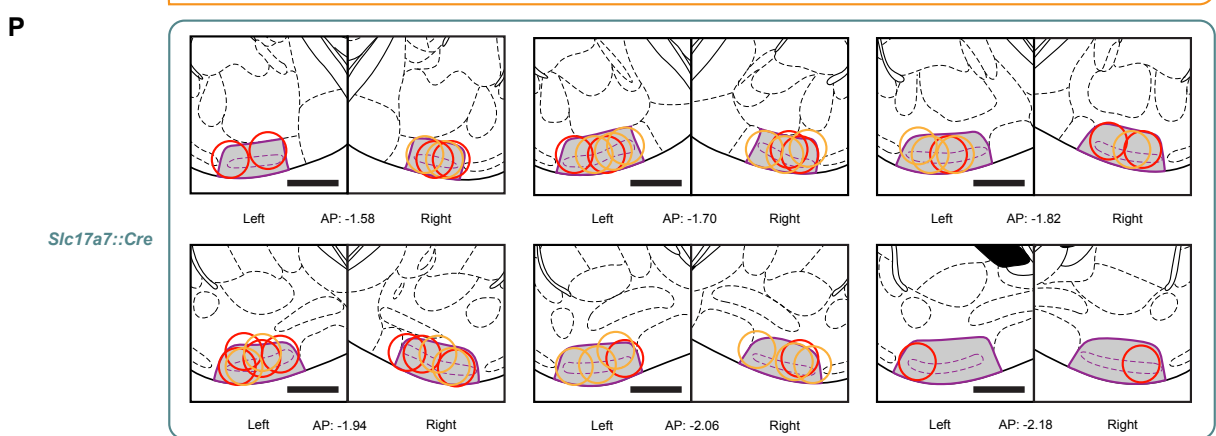 P
Left AP: -1.58 Right
Left AP: -1.70 Right
Left AP: -1.82 Right
Slc17a7::Cre
Left AP: -1.94 Right
Left AP: -2.06 Right
Left AP: -2.18 Right